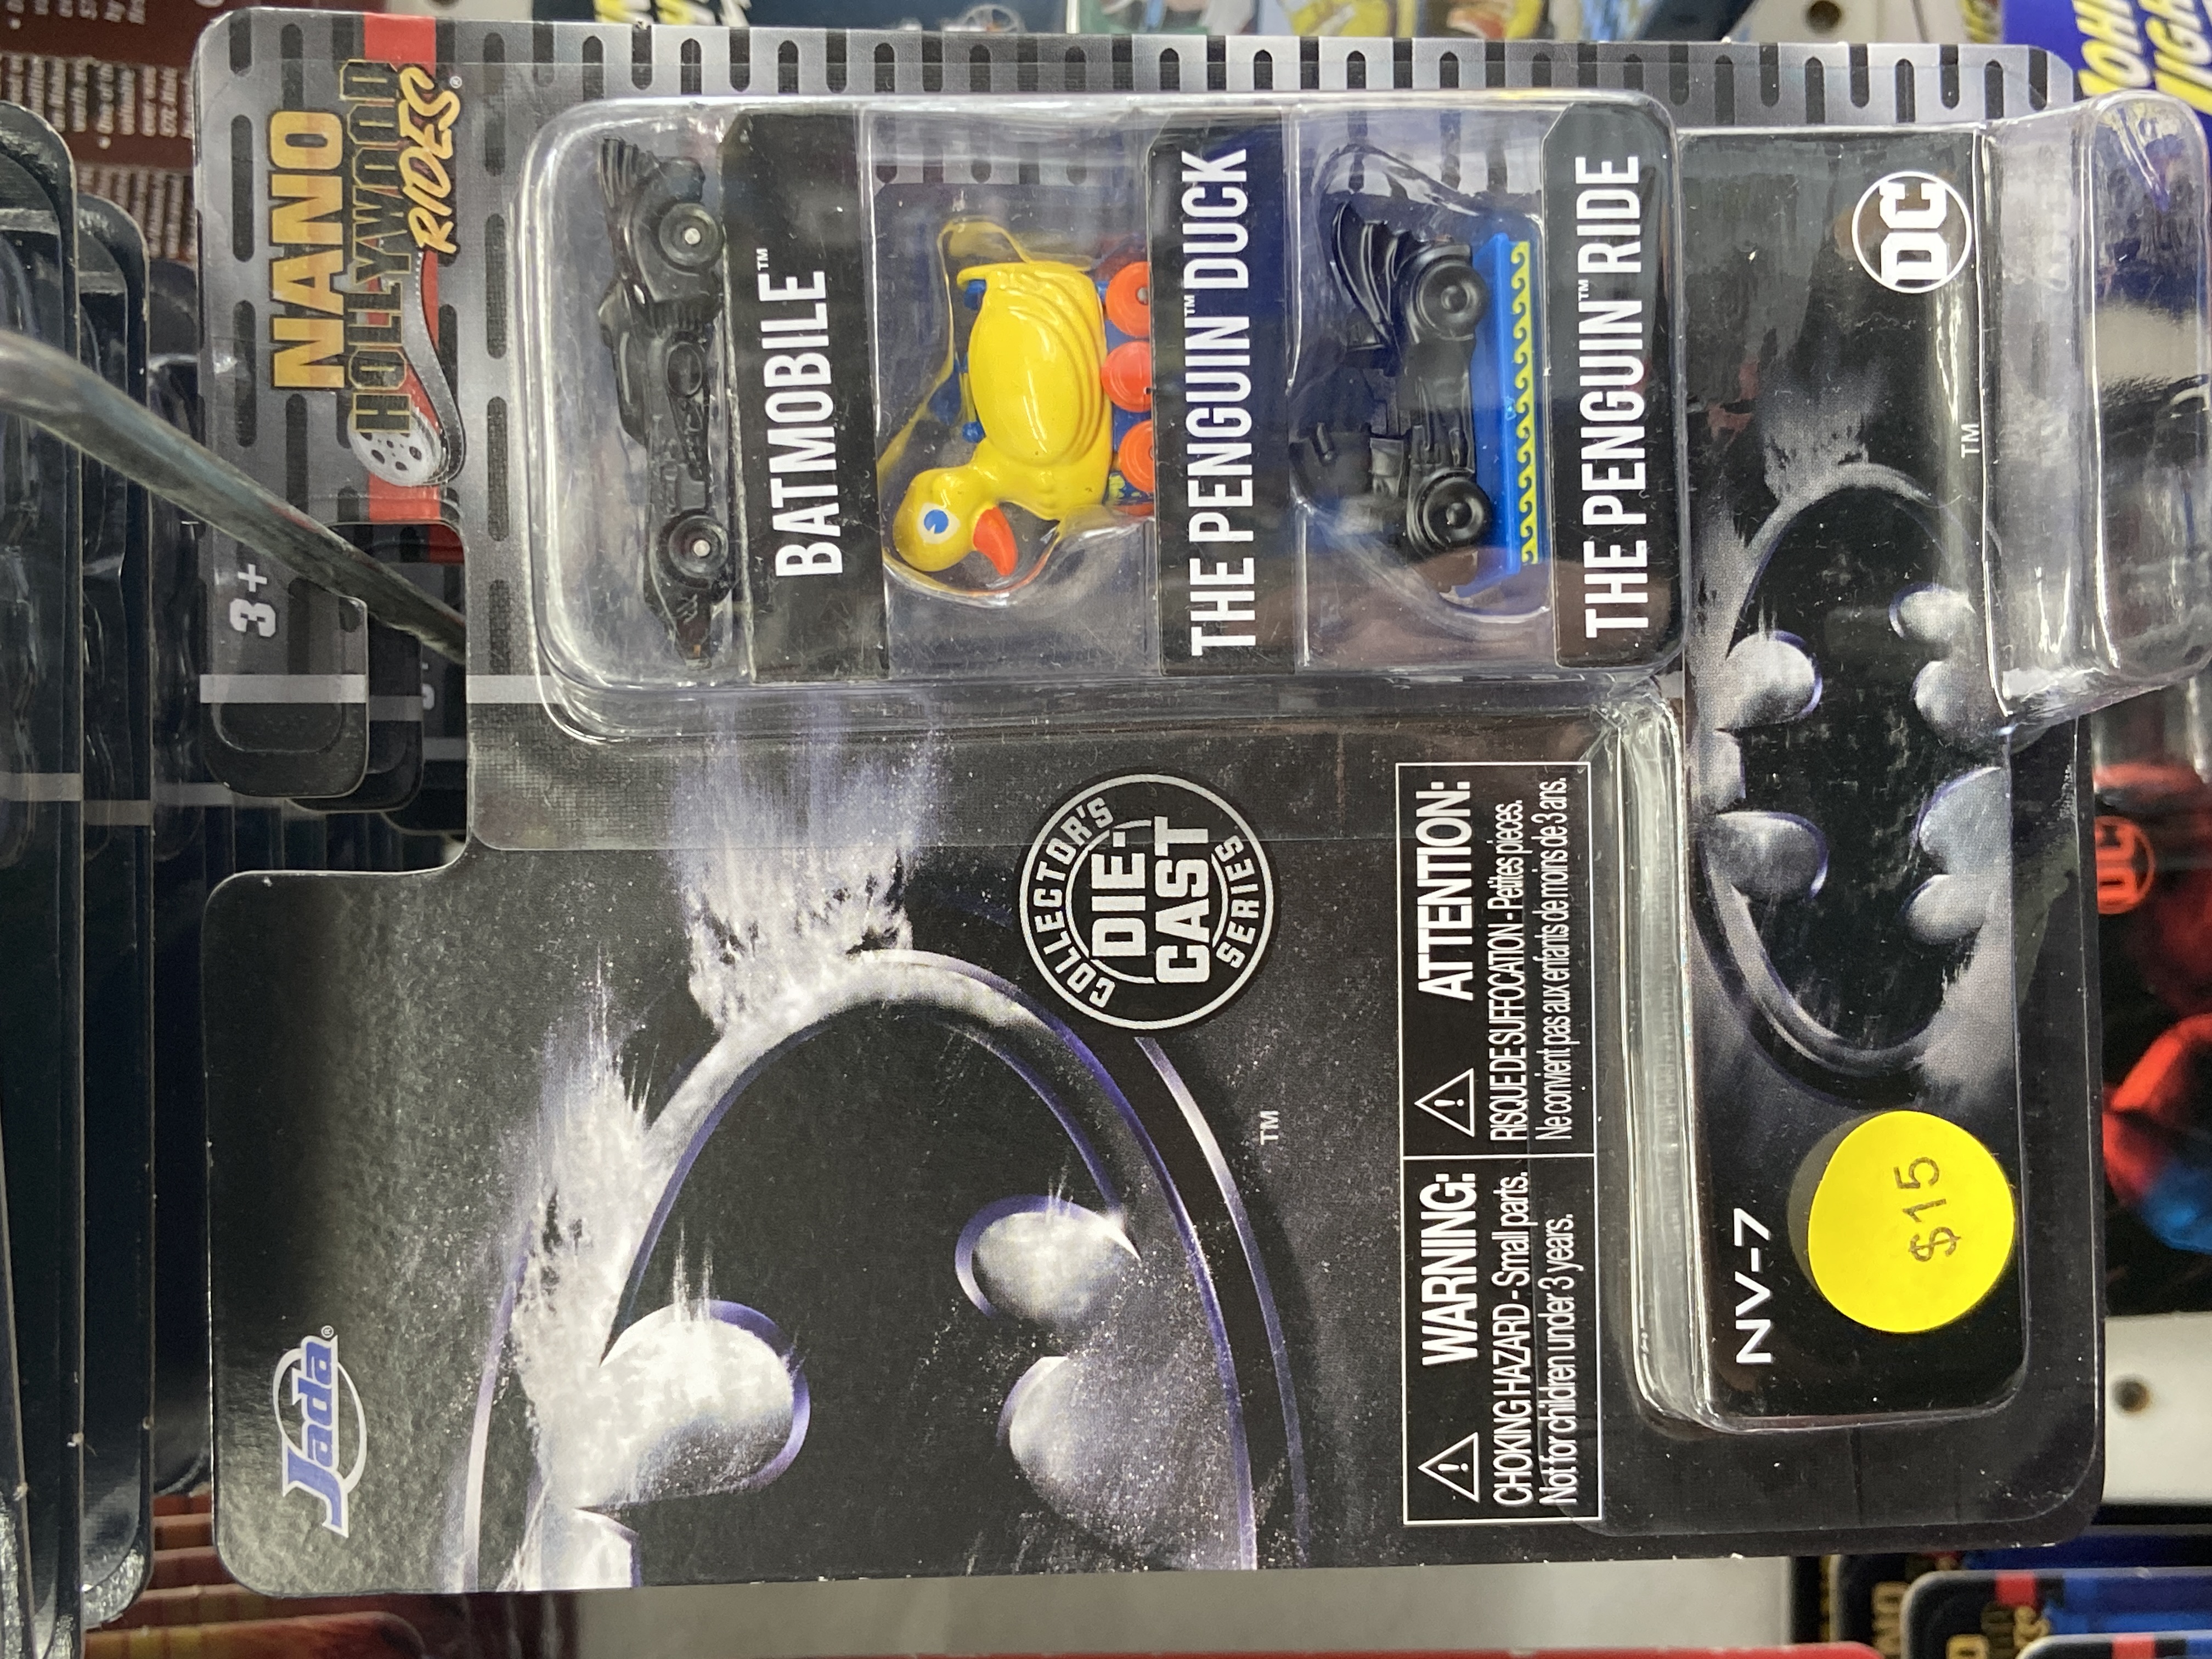 NANO
HOLLYWOOD
RIDES®
3+
Jada®
BATMOBILE™
THE PENGUIN™ DUCK
THE PENGUIN™ RIDE
COLLECTOR'S
DIE-
CAST
SERIES
TM
WARNING:
CHOKING HAZARD - Small parts.
Not for children under 3 years.
ATTENTION:
RISQUE DE SUFFOCATION - Petites pièces.
Ne convient pas aux enfants de moins de 3 ans.
DC
TM
NV-7
$15
DC